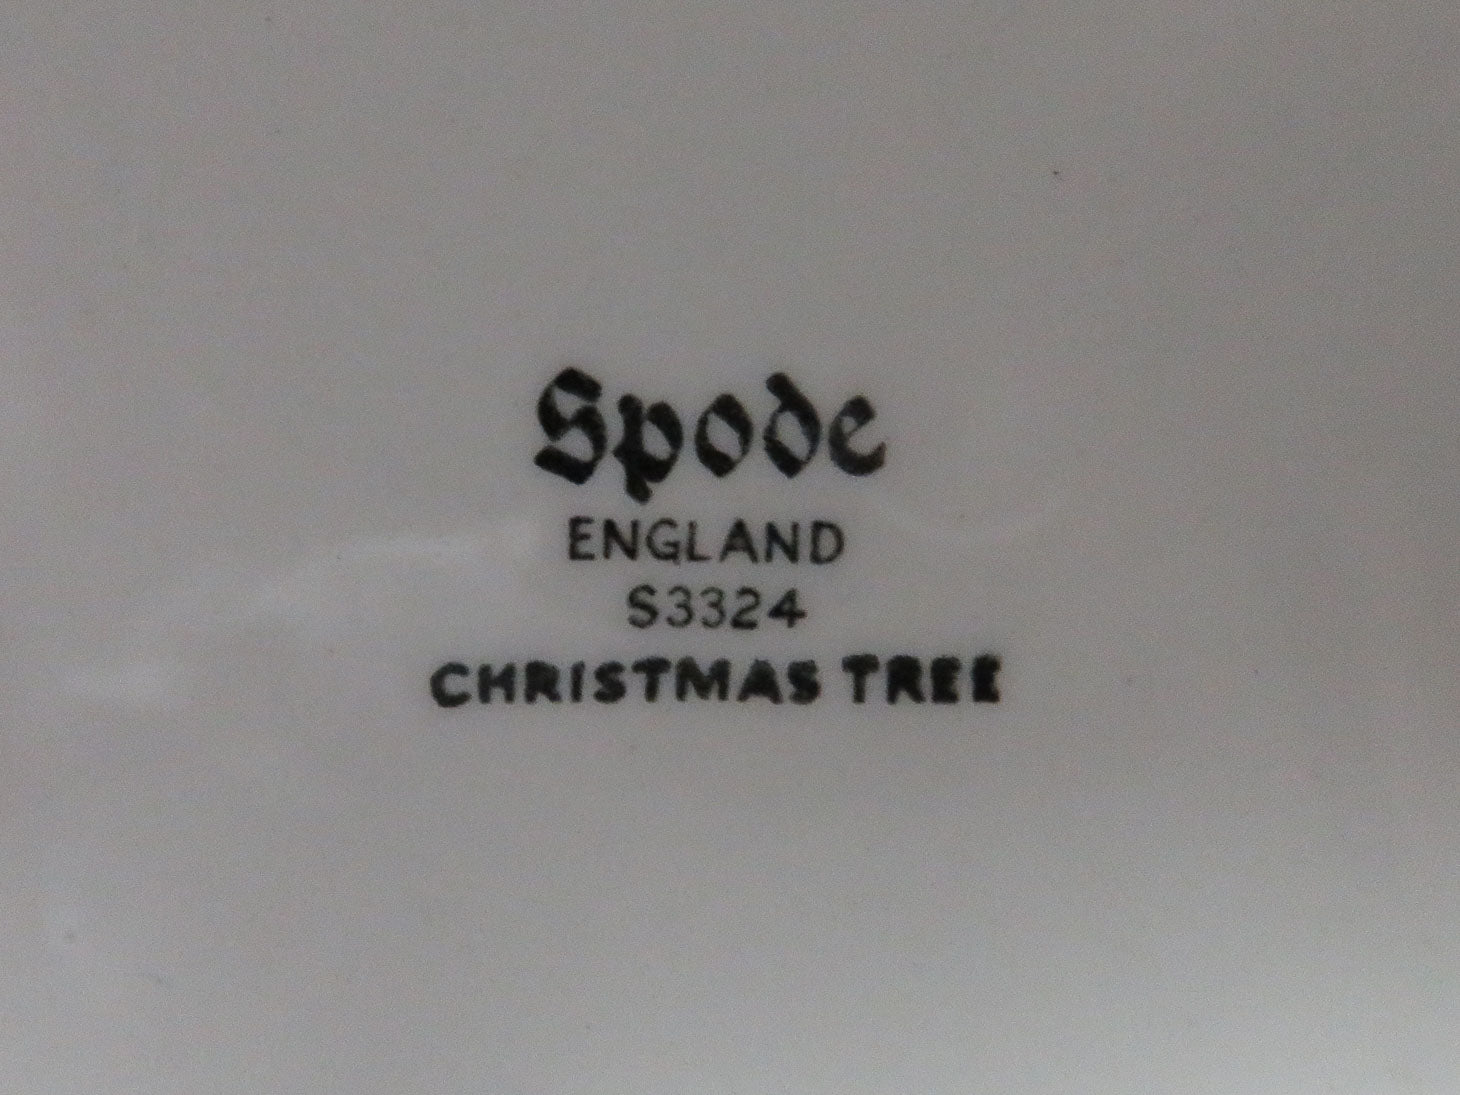 Spode
ENGLAND
S3324
CHRISTMAS TREE